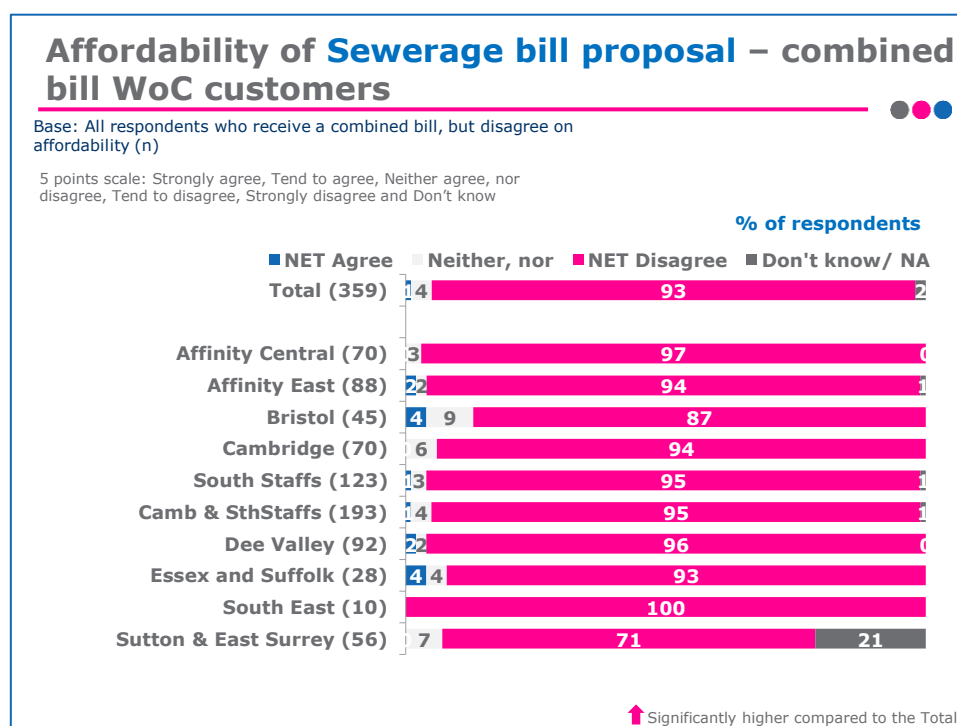 Affordability of Sewerage bill proposal – combined
bill WoC customers
Base: All respondents who receive a combined bill, but disagree on
affordability (n)
5 points scale: Strongly agree, Tend to agree, Neither agree, nor
disagree, Tend to disagree, Strongly disagree and Don't know
% of respondents
NET Agree Neither, nor NET Disagree Don't know/ NA
Total (359) 1 4 93 2
Affinity Central (70) 0 3 97 0
Affinity East (88) 2 2 94 1
Bristol (45) 4 9 87
Cambridge (70) 0 6 94
South Staffs (123) 1 3 95 1
Camb & SthStaffs (193) 1 4 95 1
Dee Valley (92) 2 2 96 0
Essex and Suffolk (28) 4 4 93
South East (10) 100
Sutton & East Surrey (56) 0 7 71 21
Significantly higher compared to the Total